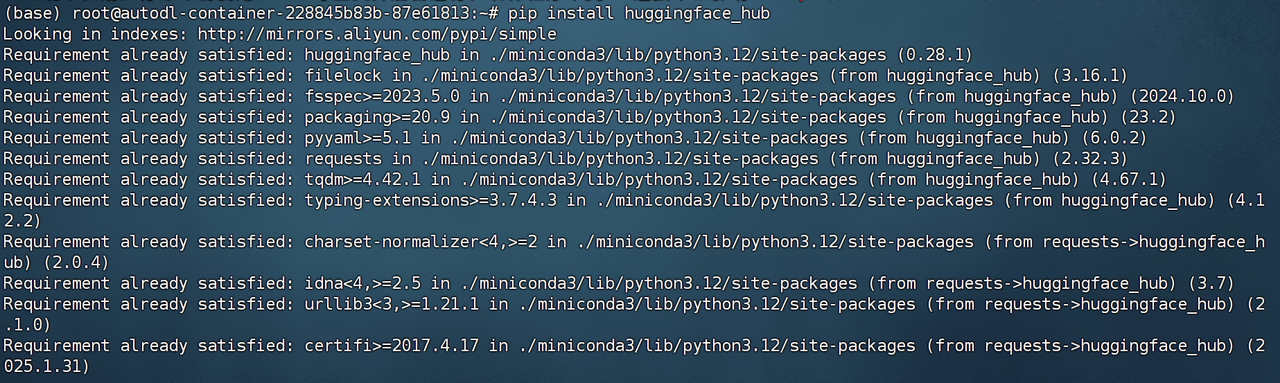 (base) root@autodl-container-228845b83b-87e61813:~# pip install huggingface_hub
Looking in indexes: http://mirrors.aliyun.com/pypi/simple
Requirement already satisfied: huggingface_hub in ./miniconda3/lib/python3.12/site-packages (0.28.1)
Requirement already satisfied: filelock in ./miniconda3/lib/python3.12/site-packages (from huggingface_hub) (3.16.1)
Requirement already satisfied: fsspec>=2023.5.0 in ./miniconda3/lib/python3.12/site-packages (from huggingface_hub) (2024.10.0)
Requirement already satisfied: packaging>=20.9 in ./miniconda3/lib/python3.12/site-packages (from huggingface_hub) (23.2)
Requirement already satisfied: pyyaml>=5.1 in ./miniconda3/lib/python3.12/site-packages (from huggingface_hub) (6.0.2)
Requirement already satisfied: requests in ./miniconda3/lib/python3.12/site-packages (from huggingface_hub) (2.32.3)
Requirement already satisfied: tqdm>=4.42.1 in ./miniconda3/lib/python3.12/site-packages (from huggingface_hub) (4.67.1)
Requirement already satisfied: typing-extensions>=3.7.4.3 in ./miniconda3/lib/python3.12/site-packages (from huggingface_hub) (4.1
2.2)
Requirement already satisfied: charset-normalizer<4,>=2 in ./miniconda3/lib/python3.12/site-packages (from requests->huggingface_h
ub) (2.0.4)
Requirement already satisfied: idna<4,>=2.5 in ./miniconda3/lib/python3.12/site-packages (from requests->huggingface_hub) (3.7)
Requirement already satisfied: urllib3<3,>=1.21.1 in ./miniconda3/lib/python3.12/site-packages (from requests->huggingface_hub) (2
.1.0)
Requirement already satisfied: certifi>=2017.4.17 in ./miniconda3/lib/python3.12/site-packages (from requests->huggingface_hub) (2
025.1.31)